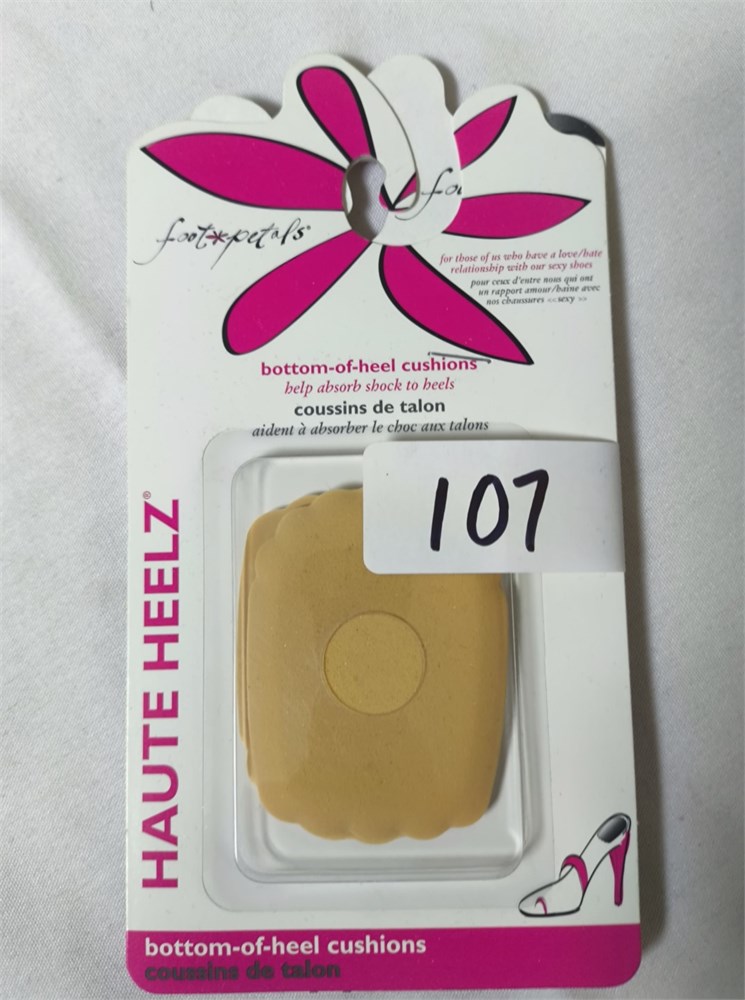 foot*petals®
for those of us who have a love/hate
relationship with our sexy shoes
pour ceux d'entre nous qui ont
un rapport amour/haine avec
nos chaussures <<sexy >>
bottom-of-heel cushions
help absorb shock to heels
coussins de talon
aident à absorber le choc aux talons
107
HAUTE HEELZ®
bottom-of-heel cushions
coussins de talon